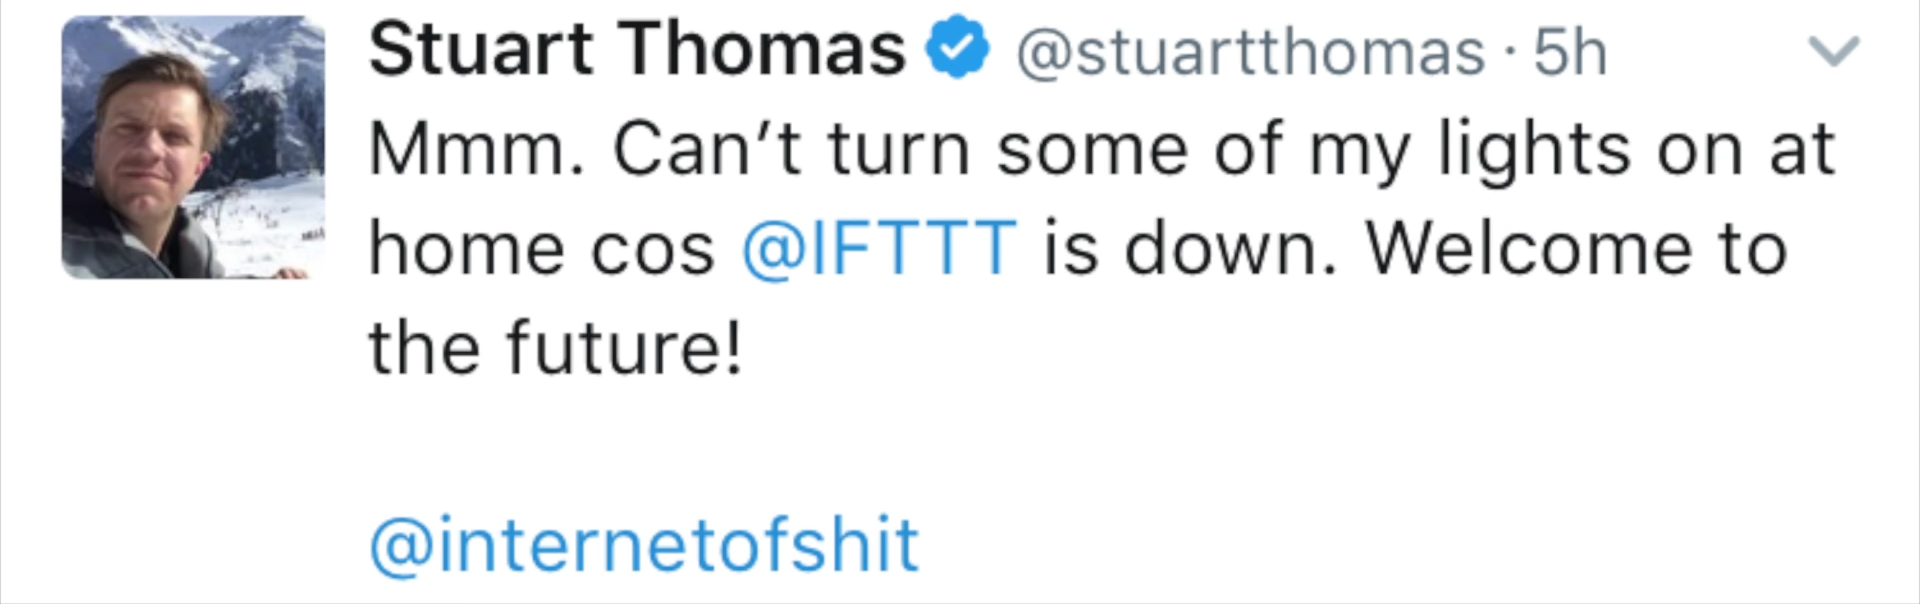 Stuart Thomas @stuartthomas · 5h
Mmm. Can’t turn some of my lights on at
home cos @IFTTT is down. Welcome to
the future!
@internetofshit